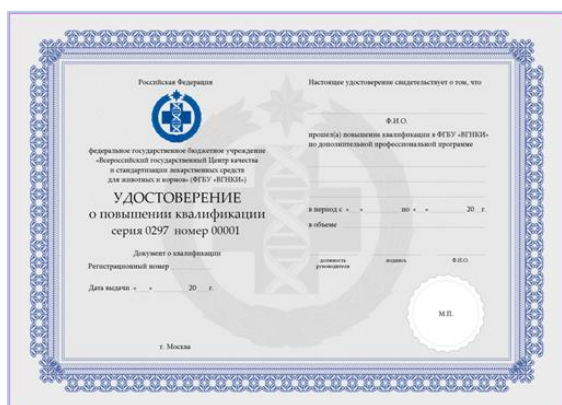 Российская Федерация
федеральное государственное бюджетное учреждение
«Всероссийский государственный Центр качества
и стандартизации лекарственных средств
для животных и кормов» (ФГБУ «ВГНКИ»)
УДОСТОВЕРЕНИЕ
о повышении квалификации
серия 0297 номер 00001
Документ о квалификации
Регистрационный номер
Дата выдачи « » 20 г.
г. Москва
Настоящее удостоверение свидетельствует о том, что
Ф.И.О.
прошел(а) повышение квалификации в ФГБУ «ВГНКИ»
по дополнительной профессиональной программе
в период с « » по « » 20 г.
в объеме
должность руководителя подпись Ф.И.О.
М.П.